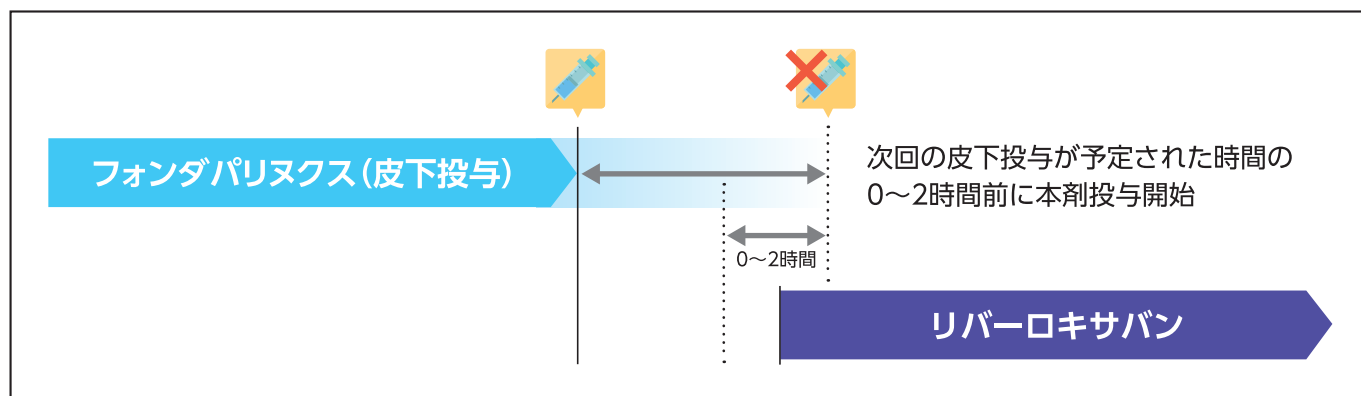 フォンダパリヌクス（皮下投与）
次回の皮下投与が予定された時間の
0〜2時間前に本剤投与開始
0〜2時間
リバーロキサバン